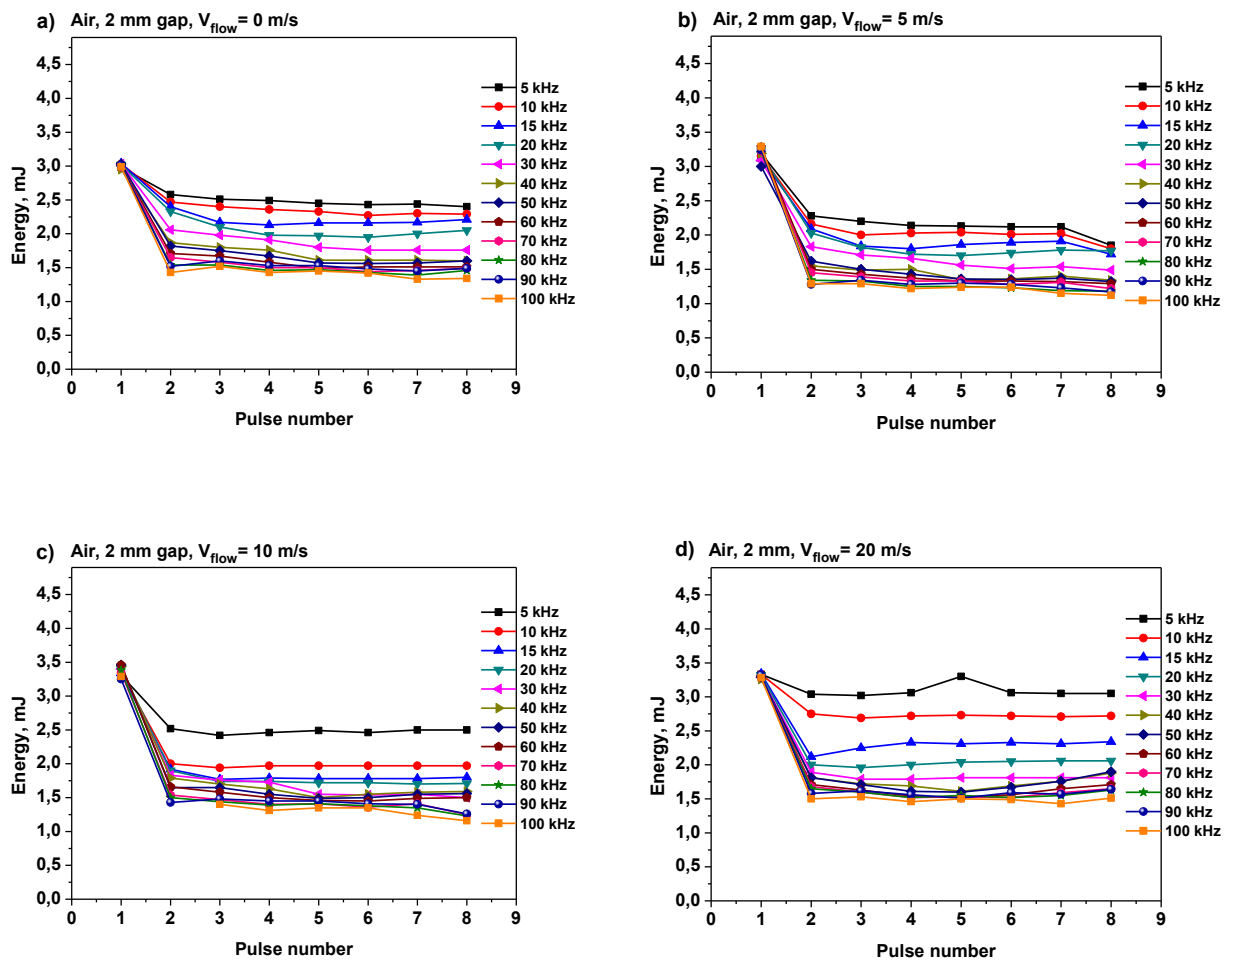 a) Air, 2 mm gap, Vflow= 0 m/s
4,5
4,0
3,5
3,0
2,5
2,0
1,5
1,0
0,5
0,0
Energy, mJ
0 1 2 3 4 5 6 7 8 9
Pulse number
5 kHz
10 kHz
15 kHz
20 kHz
30 kHz
40 kHz
50 kHz
60 kHz
70 kHz
80 kHz
90 kHz
100 kHz
b) Air, 2 mm gap, Vflow= 5 m/s
4,5
4,0
3,5
3,0
2,5
2,0
1,5
1,0
0,5
0,0
Energy, mJ
0 1 2 3 4 5 6 7 8 9
Pulse number
5 kHz
10 kHz
15 kHz
20 kHz
30 kHz
40 kHz
50 kHz
60 kHz
70 kHz
80 kHz
90 kHz
100 kHz
c) Air, 2 mm gap, Vflow= 10 m/s
4,5
4,0
3,5
3,0
2,5
2,0
1,5
1,0
0,5
0,0
Energy, mJ
0 1 2 3 4 5 6 7 8 9
Pulse number
5 kHz
10 kHz
15 kHz
20 kHz
30 kHz
40 kHz
50 kHz
60 kHz
70 kHz
80 kHz
90 kHz
100 kHz
d) Air, 2 mm, Vflow= 20 m/s
4,5
4,0
3,5
3,0
2,5
2,0
1,5
1,0
0,5
0,0
Energy, mJ
0 1 2 3 4 5 6 7 8 9
Pulse number
5 kHz
10 kHz
15 kHz
20 kHz
30 kHz
40 kHz
50 kHz
60 kHz
70 kHz
80 kHz
90 kHz
100 kHz